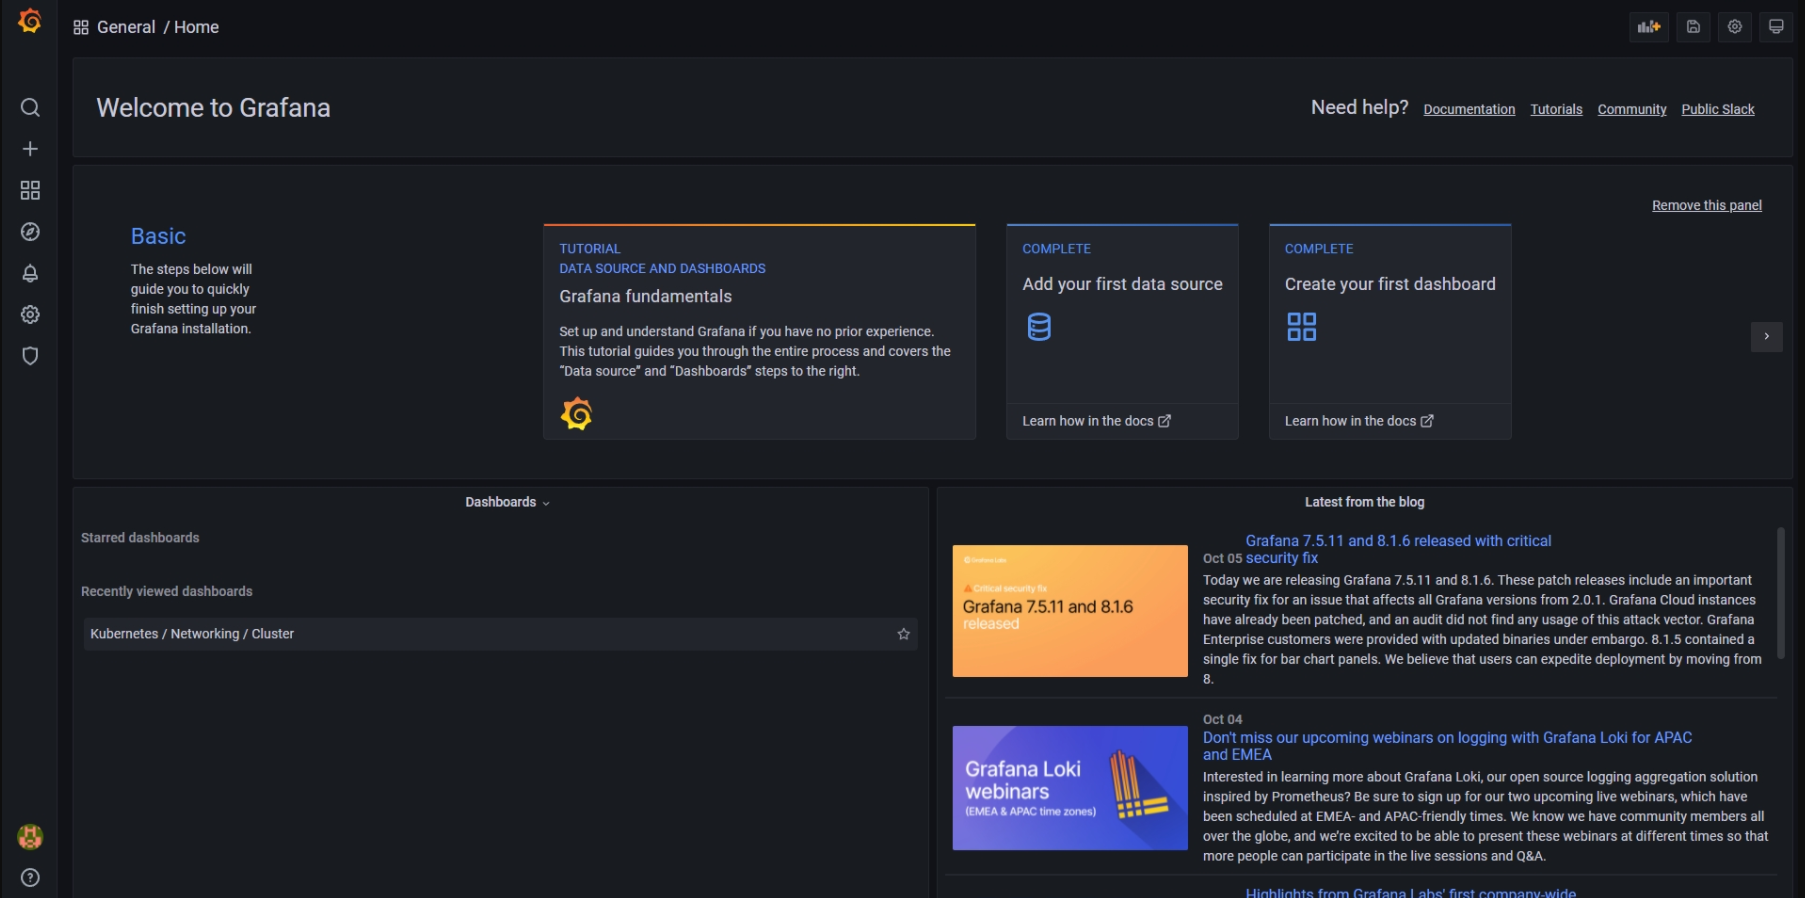 General / Home
Welcome to Grafana
Need help? Documentation Tutorials Community Public Slack
Remove this panel
Basic
The steps below will
guide you to quickly
finish setting up your
Grafana installation.
TUTORIAL
DATA SOURCE AND DASHBOARDS
Grafana fundamentals
Set up and understand Grafana if you have no prior experience.
This tutorial guides you through the entire process and covers the
“Data source” and “Dashboards” steps to the right.
COMPLETE
Add your first data source
Learn how in the docs
COMPLETE
Create your first dashboard
Learn how in the docs
Dashboards
Starred dashboards
Recently viewed dashboards
Kubernetes / Networking / Cluster
Latest from the blog
Grafana Labs
Critical security fix
Grafana 7.5.11 and 8.1.6
released
Grafana 7.5.11 and 8.1.6 released with critical
Oct 05 security fix
Today we are releasing Grafana 7.5.11 and 8.1.6. These patch releases include an important
security fix for an issue that affects all Grafana versions from 2.0.1. Grafana Cloud instances
have already been patched, and an audit did not find any usage of this attack vector. Grafana
Enterprise customers were provided with updated binaries under embargo. 8.1.5 contained a
single fix for bar chart panels. We believe that users can expedite deployment by moving from
8.
Grafana Loki
webinars
(EMEA & APAC time zones)
Oct 04
Don't miss our upcoming webinars on logging with Grafana Loki for APAC
and EMEA
Interested in learning more about Grafana Loki, our open source logging aggregation solution
inspired by Prometheus? Be sure to sign up for our two upcoming live webinars, which have
been scheduled at EMEA- and APAC-friendly times. We know we have community members all
over the globe, and we’re excited to be able to present these webinars at different times so that
more people can participate in the live sessions and Q&A.
Highlights from Grafana Labs' first company-wide